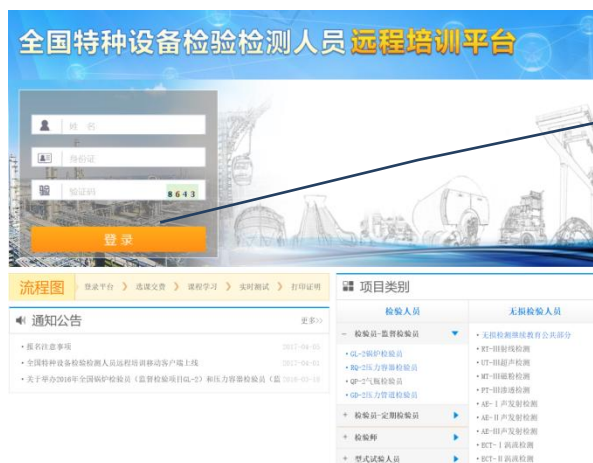 全国特种设备检验检测人员远程培训平台
姓 名
身份证
验证码
8643
登录
流程图 登录平台 》 选课交费 》 课程学习 》 实时测试 》 打印证明
通知公告
更多>>
• 报名注意事项 2017-04-05
• 全国特种设备检验检测人员远程培训移动客户端上线 2017-04-01
• 关于举办2016年全国锅炉检验员（监督检验项目GL-2）和压力容器检验员（监 2016-03-18
项目类别
检验人员
- 检验员-监督检验员
• GL-2锅炉检验员
• RQ-2压力容器检验员
• QP-2气瓶检验员
• GD-2压力管道检验员
+ 检验员-定期检验员
+ 检验师
+ 型式试验人员
无损检验人员
• 无损检测继续教育公共部分
• RT-III射线检测
• UT-III超声检测
• MT-III磁粉检测
• PT-III渗透检测
• AE-Ⅰ声发射检测
• AE-Ⅱ声发射检测
• AE-III声发射检测
• ECT-Ⅰ涡流检测
• ECT-Ⅱ涡流检测